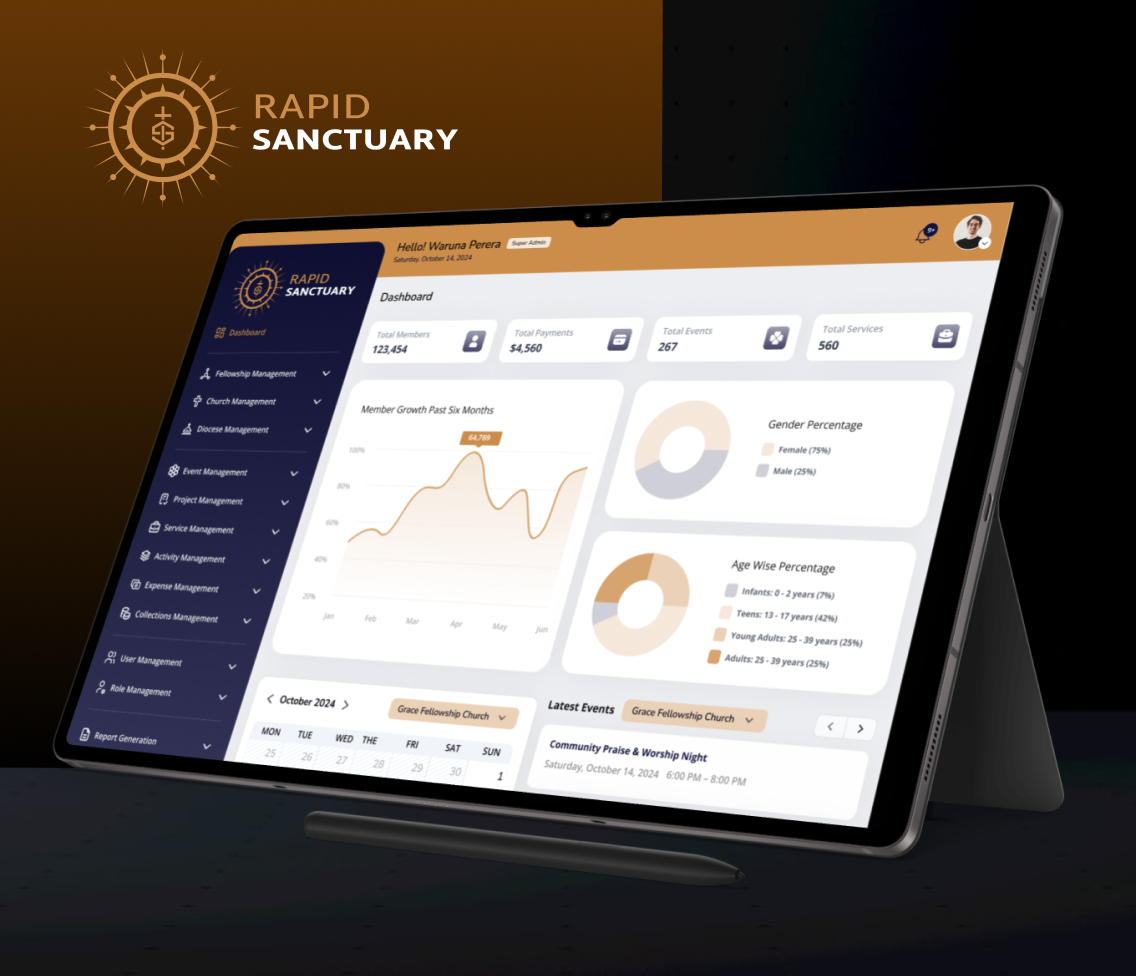 RAPID
SANCTUARY
Hello! Waruna Perera
Super Admin
Saturday, October 14, 2024
9+
RAPID
SANCTUARY
Dashboard
Fellowship Management
Church Management
Diocese Management
Event Management
Project Management
Service Management
Activity Management
Expense Management
Collections Management
User Management
Role Management
Report Generation
Dashboard
Total Members
123,454
Total Payments
$4,560
Total Events
267
Total Services
560
Member Growth Past Six Months
64,789
100%
80%
60%
40%
20%
Jan Feb Mar Apr May Jun
Gender Percentage
Female (75%)
Male (25%)
Age Wise Percentage
Infants: 0 - 2 years (7%)
Teens: 13 - 17 years (42%)
Young Adults: 25 - 39 years (25%)
Adults: 25 - 39 years (25%)
October 2024
Grace Fellowship Church
MON TUE WED THE FRI SAT SUN
25 26 27 28 29 30 1
Latest Events
Grace Fellowship Church
Community Praise & Worship Night
Saturday, October 14, 2024 6:00 PM – 8:00 PM